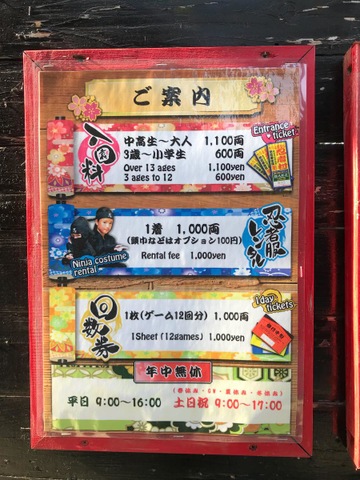 ご案内
入園料
中高生～大人 1,100両
3歳～小学生 600両
Over 13 ages 1,100yen
3 ages to 12 600yen
Entrance tickets
忍者服レンタル
1着 1,000両
(頭巾などはオプション100円)
Rental fee 1,000yen
Ninja costume rental
回数券
1枚(ゲーム12回分) 1,000両
1Sheet (12games) 1,000yen
1day tickets
年中無休
平日 9:00～16:00 土日祝 9:00～17:00